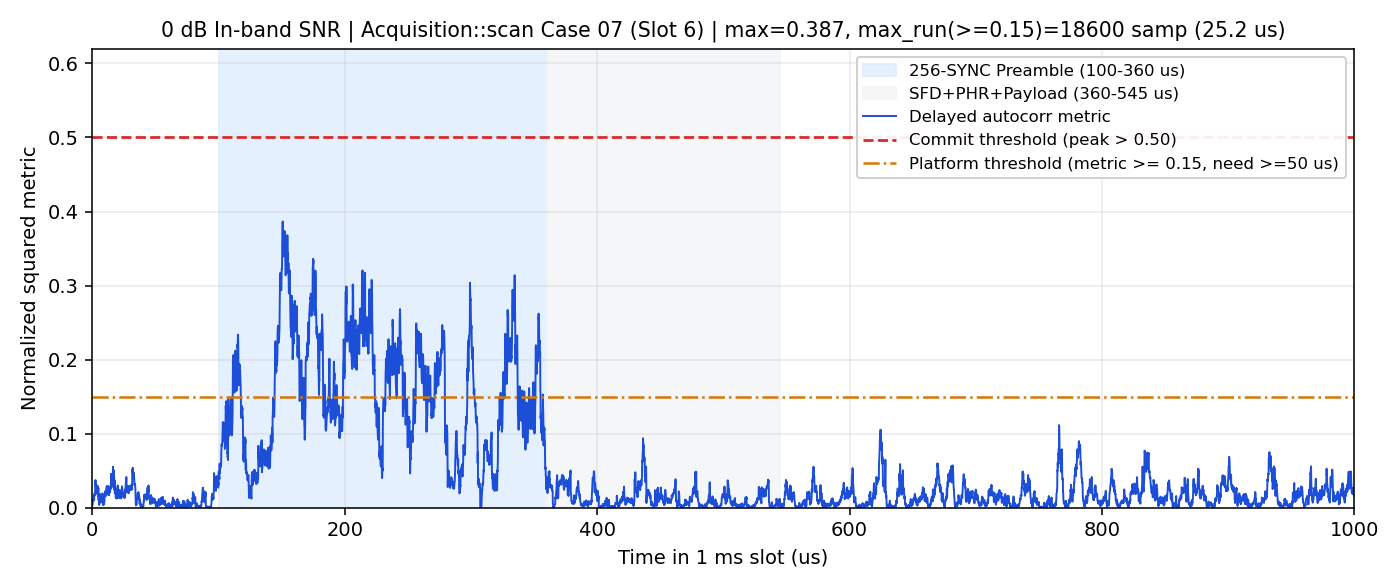 0 dB In-band SNR | Acquisition::scan Case 07 (Slot 6) | max=0.387, max_run(>=0.15)=18600 samp (25.2 us)
256-SYNC Preamble (100-360 us)
SFD+PHR+Payload (360-545 us)
Delayed autocorr metric
Commit threshold (peak > 0.50)
Platform threshold (metric >= 0.15, need >=50 us)
Normalized squared metric
0.6
0.5
0.4
0.3
0.2
0.1
0.0
0 200 400 600 800 1000
Time in 1 ms slot (us)